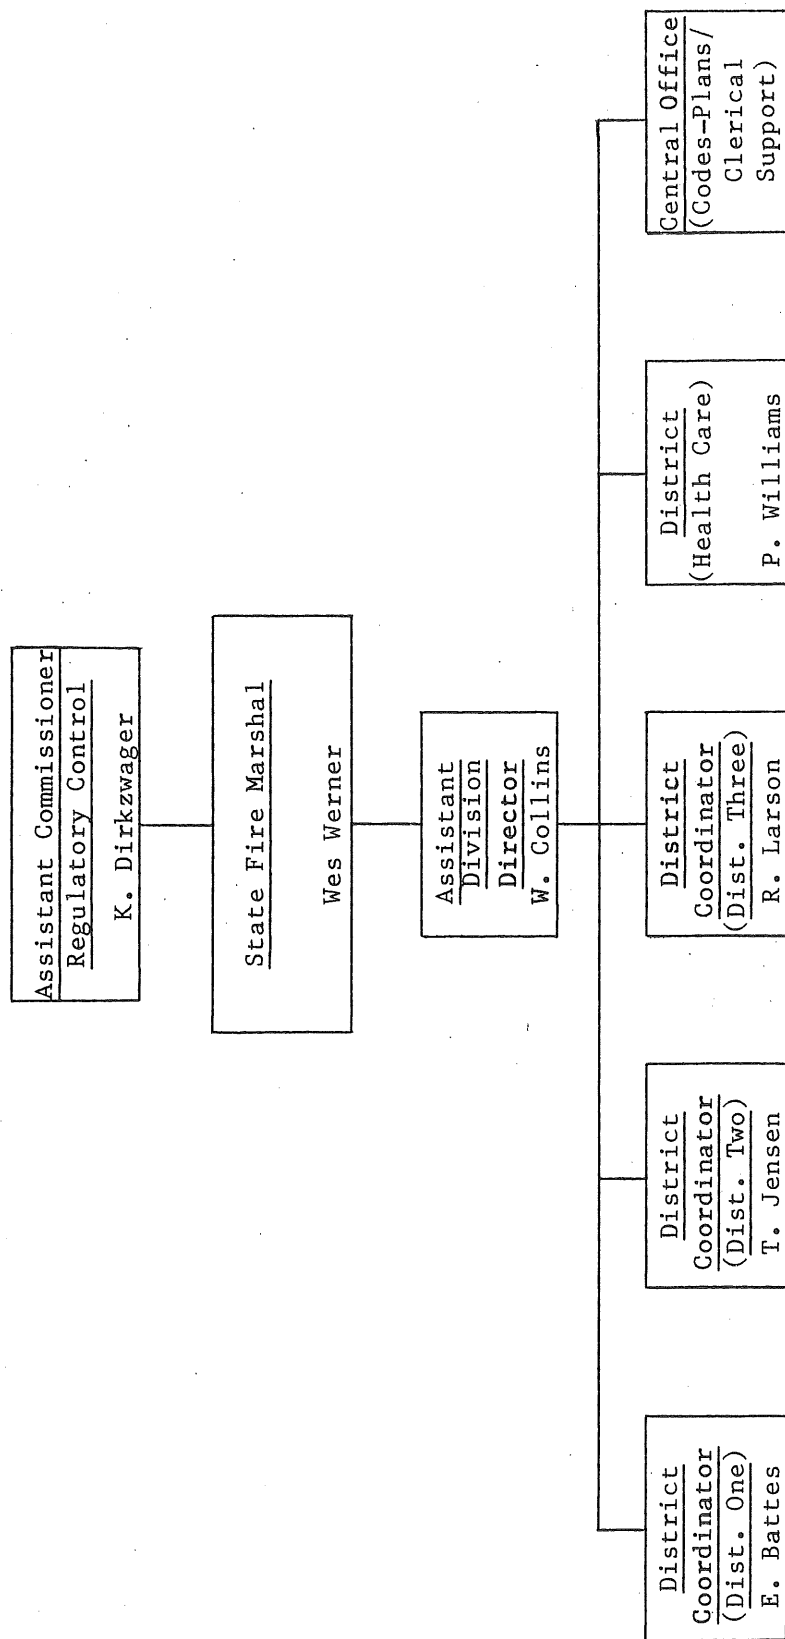 Assistant Commissioner
Regulatory Control
K. Dirkzwager
State Fire Marshal
Wes Werner
Assistant
Division
Director
W. Collins
District
Coordinator
(Dist. One)
E. Battes
District
Coordinator
(Dist. Two)
T. Jensen
District
Coordinator
(Dist. Three)
R. Larson
District
(Health Care)
P. Williams
Central Office
(Codes-Plans/
Clerical
Support)